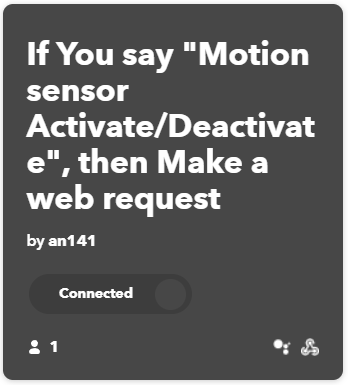 If You say "Motion
sensor
Activate/Deactivat
e", then Make a
web request
by an141
Connected
1